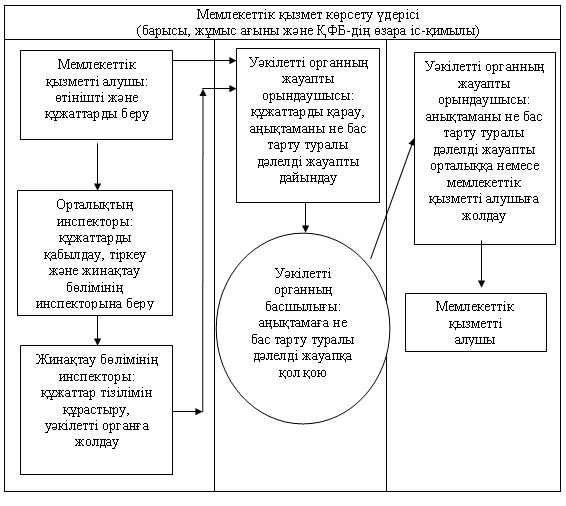 Мемлекеттік қызмет көрсету үдерісі
(барысы, жұмыс ағыны және ҚФБ-дің өзара іс-қимылы)
Мемлекеттік
қызметті алушы:
өтінішті және
құжаттарды беру
Орталықтың
инспекторы:
құжаттарды
қабылдау, тіркеу
және жинақтау
бөлімінің
инспекторына беру
Жинақтау бөлімінің
инспекторы:
құжаттар тізілімін
құрастыру,
уәкілетті органға
жолдау
Уәкілетті органның
жауапты
орындаушысы:
құжаттарды қарау,
аңықтаманы не бас
тарту туралы
дәлелді жауапты
дайындау
Уәкілетті
органның
басшылығы:
аңықтамаға не
бас тарту туралы
дәлелді жауапқа
қол қою
Уәкілетті органның
жауапты
орындаушысы:
анықтаманы не бас
тарту туралы
дәлелді жауапты
орталыққа немесе
мемлекеттік
қызметті алушыға
жолдау
Мемлекеттік
қызметті
алушы